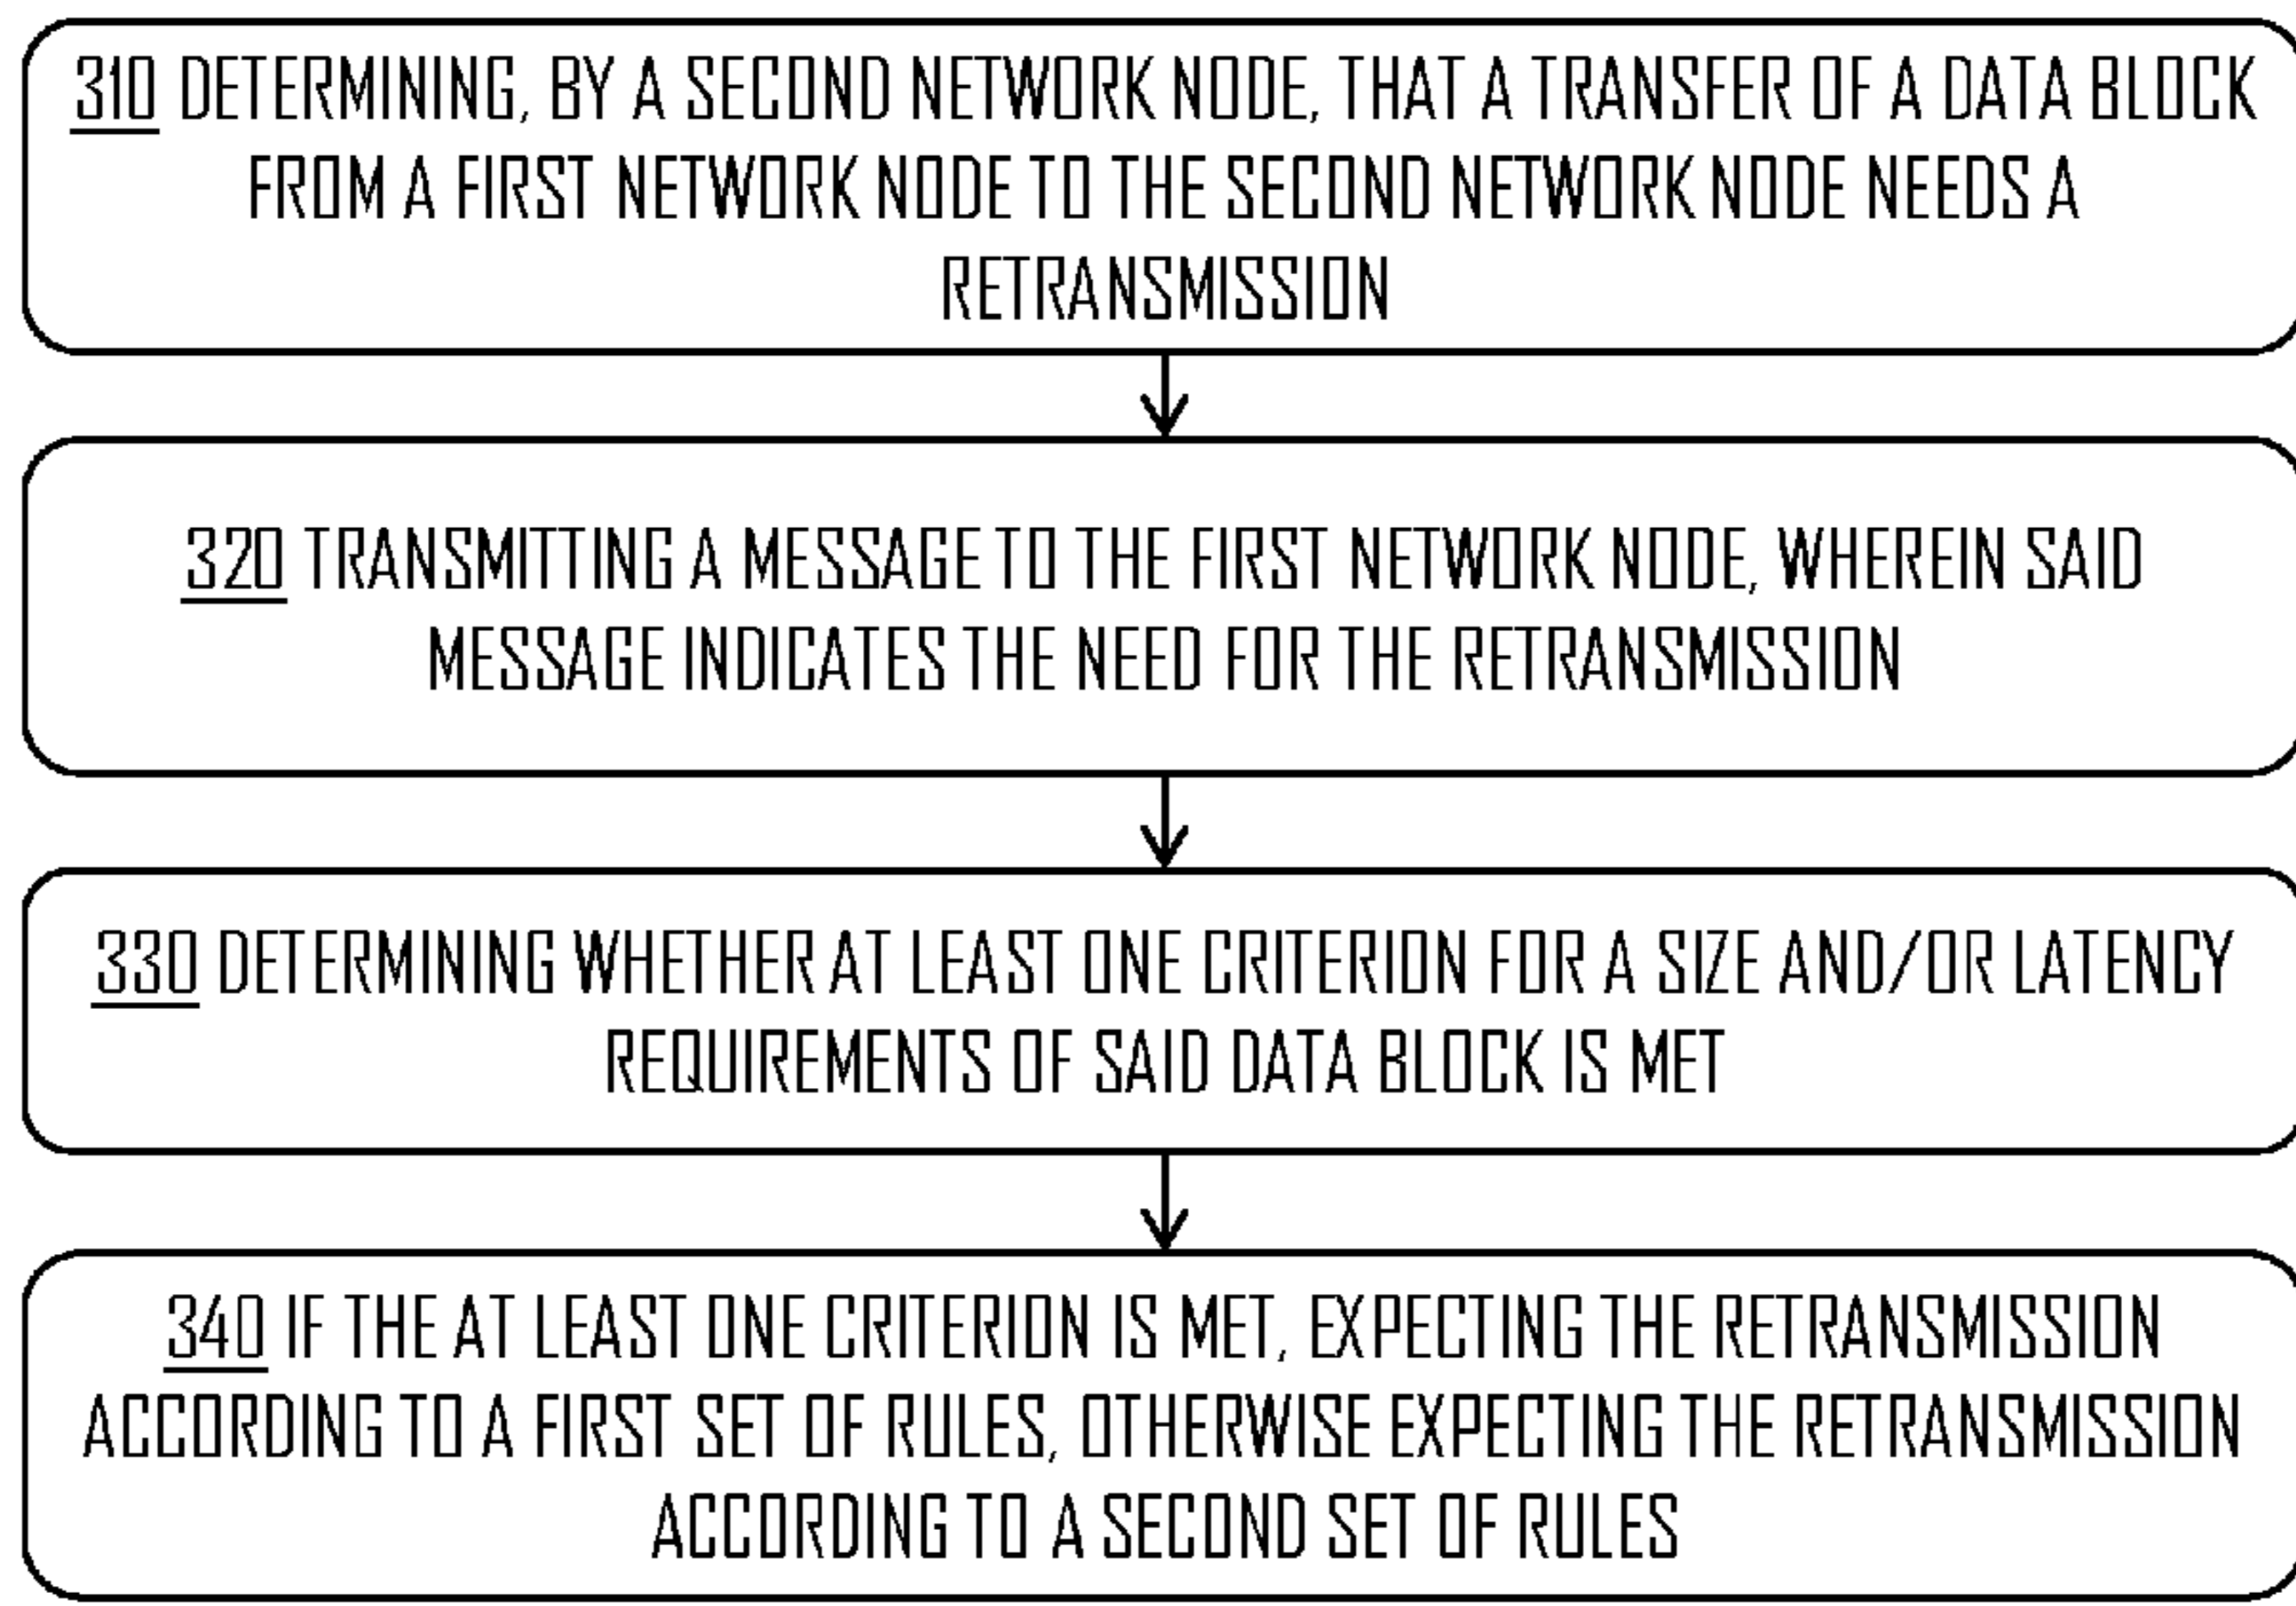 310 DETERMINING, BY A SECOND NETWORK NODE, THAT A TRANSFER OF A DATA BLOCK
FROM A FIRST NETWORK NODE TO THE SECOND NETWORK NODE NEEDS A
RETRANSMISSION
320 TRANSMITTING A MESSAGE TO THE FIRST NETWORK NODE, WHEREIN SAID
MESSAGE INDICATES THE NEED FOR THE RETRANSMISSION
330 DETERMINING WHETHER AT LEAST ONE CRITERION FOR A SIZE AND/OR LATENCY
REQUIREMENTS OF SAID DATA BLOCK IS MET
340 IF THE AT LEAST ONE CRITERION IS MET, EXPECTING THE RETRANSMISSION
ACCORDING TO A FIRST SET OF RULES, OTHERWISE EXPECTING THE RETRANSMISSION
ACCORDING TO A SECOND SET OF RULES